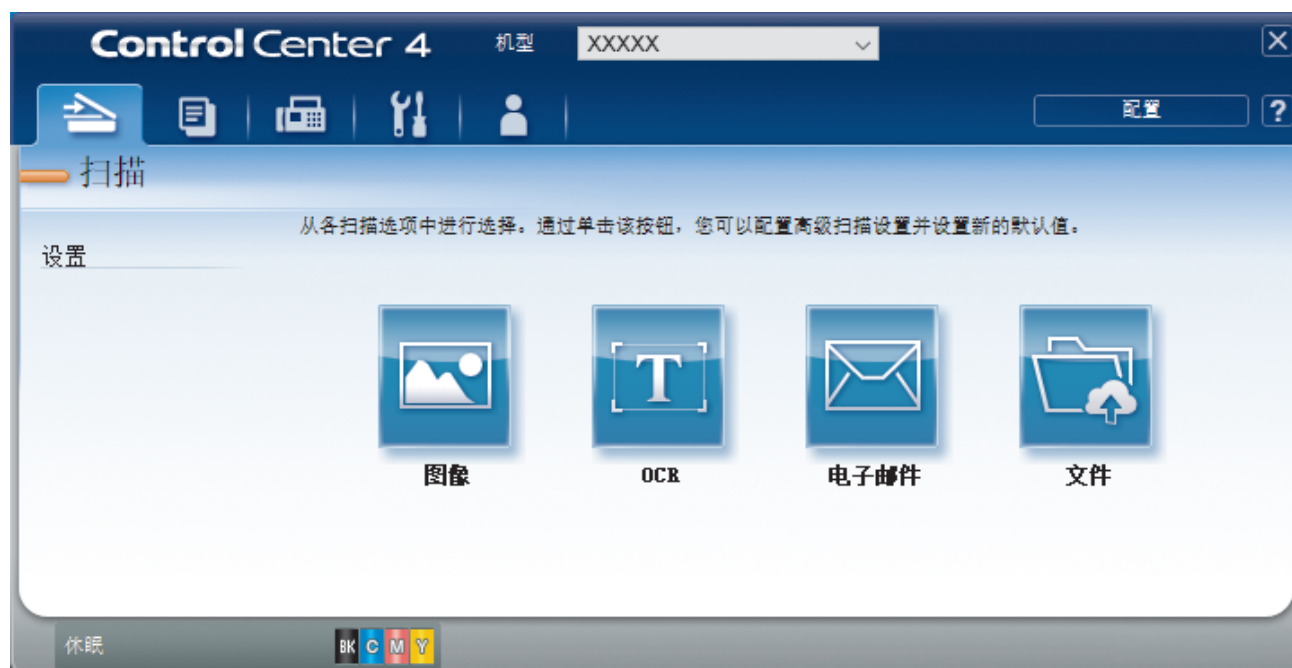 Control Center 4 机型 XXXXX
配置 ?
扫描
从各扫描选项中进行选择。通过单击该按钮，您可以配置高级扫描设置并设置新的默认值。
设置
T
图像 OCR 电子邮件 文件
休眠 BK C M Y